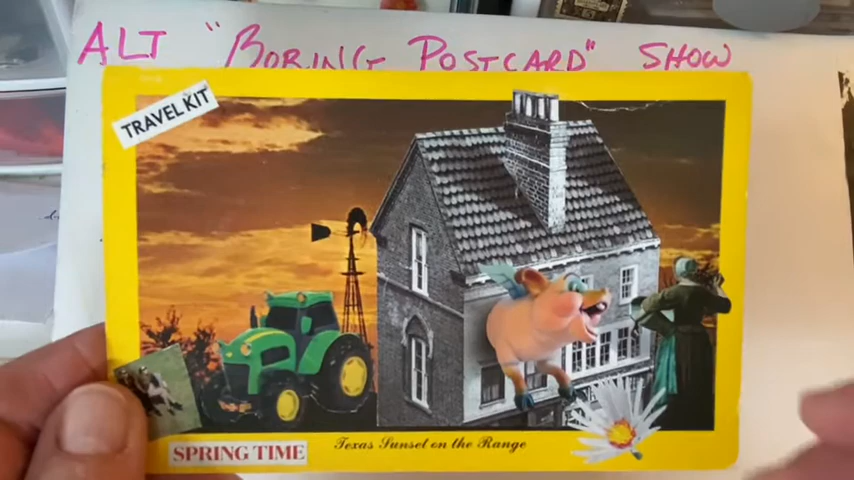 ALT "BORING POSTCARD" SHOW
TRAVEL KIT
SPRING TIME
Texas Sunset on the Range